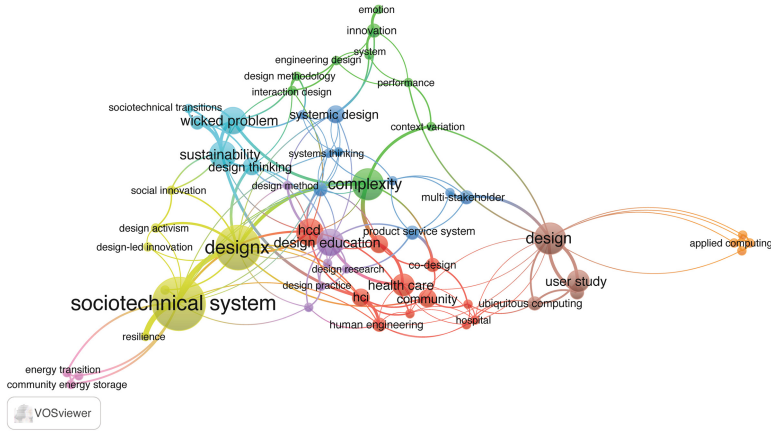 emotion
innovation
system
engineering design
design methodology
interaction design
performance
sociotechnical transitions
wicked problem
systemic design
context variation
sustainability
systems thinking
design thinking
social innovation
design method
complexity
multi-stakeholder
design activism
hcd
product service system
design-led innovation
designx
design education
design
applied computing
design research
co-design
sociotechnical system
design practice
health care
user study
hci
community
ubiquitous computing
resilience
human engineering
hospital
energy transition
community energy storage
VOSviewer